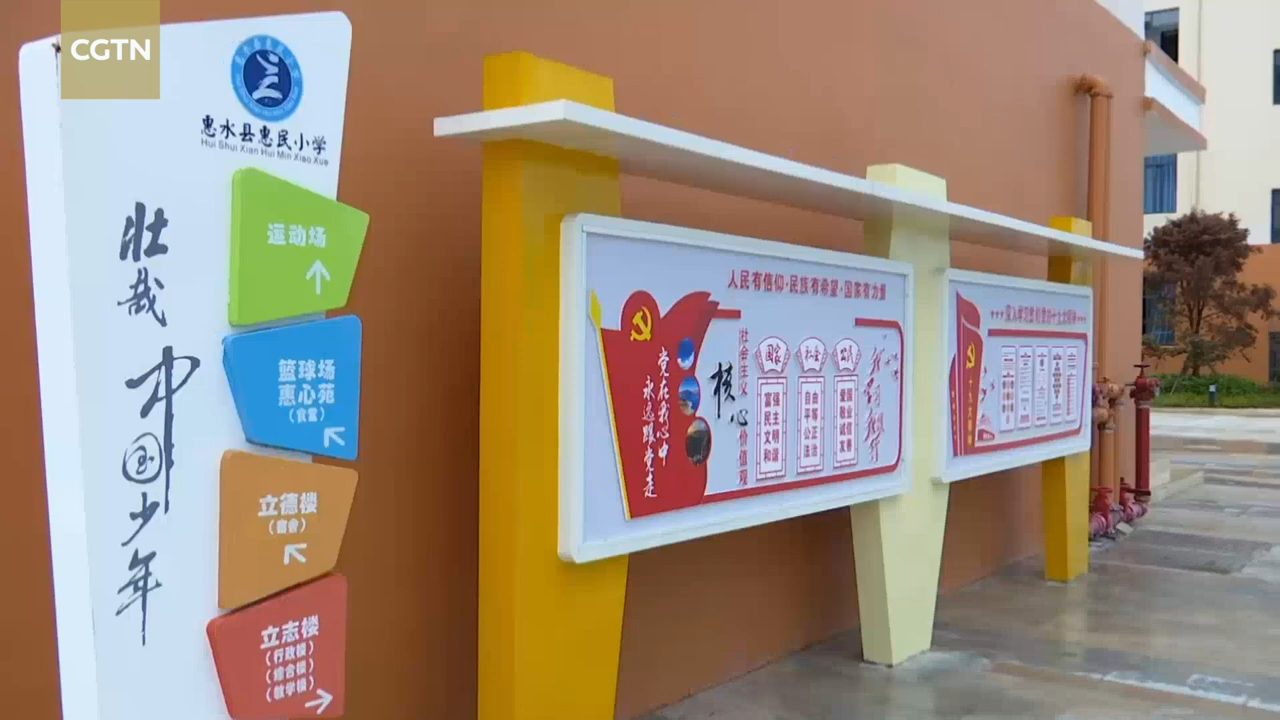 CGTN
惠水县惠民小学
Hui Shui Xian Hui Min Xiao Xue
壮哉中国少年
运动场
篮球场
惠心苑
（食堂）
立德楼
（宿舍）
立志楼
（行政楼）
（综合楼）
（教学楼）
人民有信仰·民族有希望·国家有力量
党在我心中
永远跟党走
社会主义
核心
价值观
国家
富强
民主
文明
和谐
社会
自由
平等
公正
法治
公民
爱国
敬业
诚信
友善
十九大精神